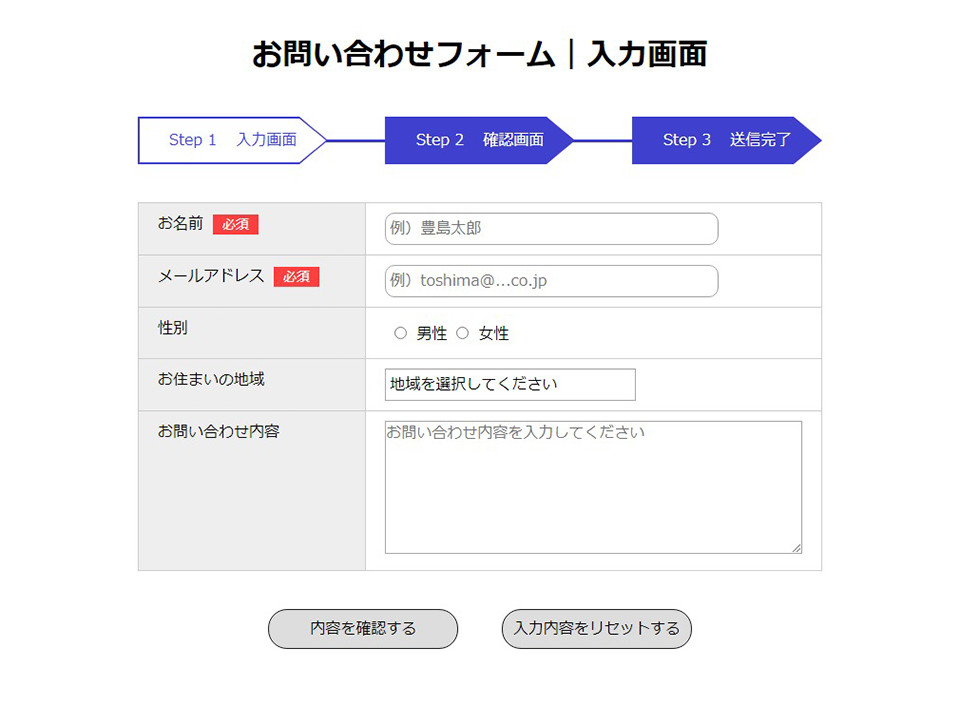 お問い合わせフォーム｜入力画面
Step 1 入力画面
Step 2 確認画面
Step 3 送信完了
お名前 必須
例）豊島太郎
メールアドレス 必須
例）toshima@...co.jp
性別
男性 女性
お住まいの地域
地域を選択してください
お問い合わせ内容
お問い合わせ内容を入力してください
内容を確認する
入力内容をリセットする